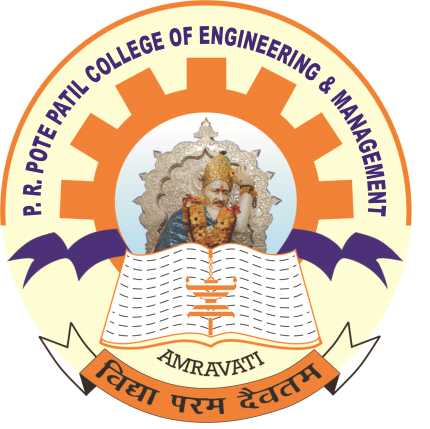 P. R. POTE PATIL COLLEGE OF ENGINEERING & MANAGEMENT
AMRAVATI
विद्या परम दैवतम